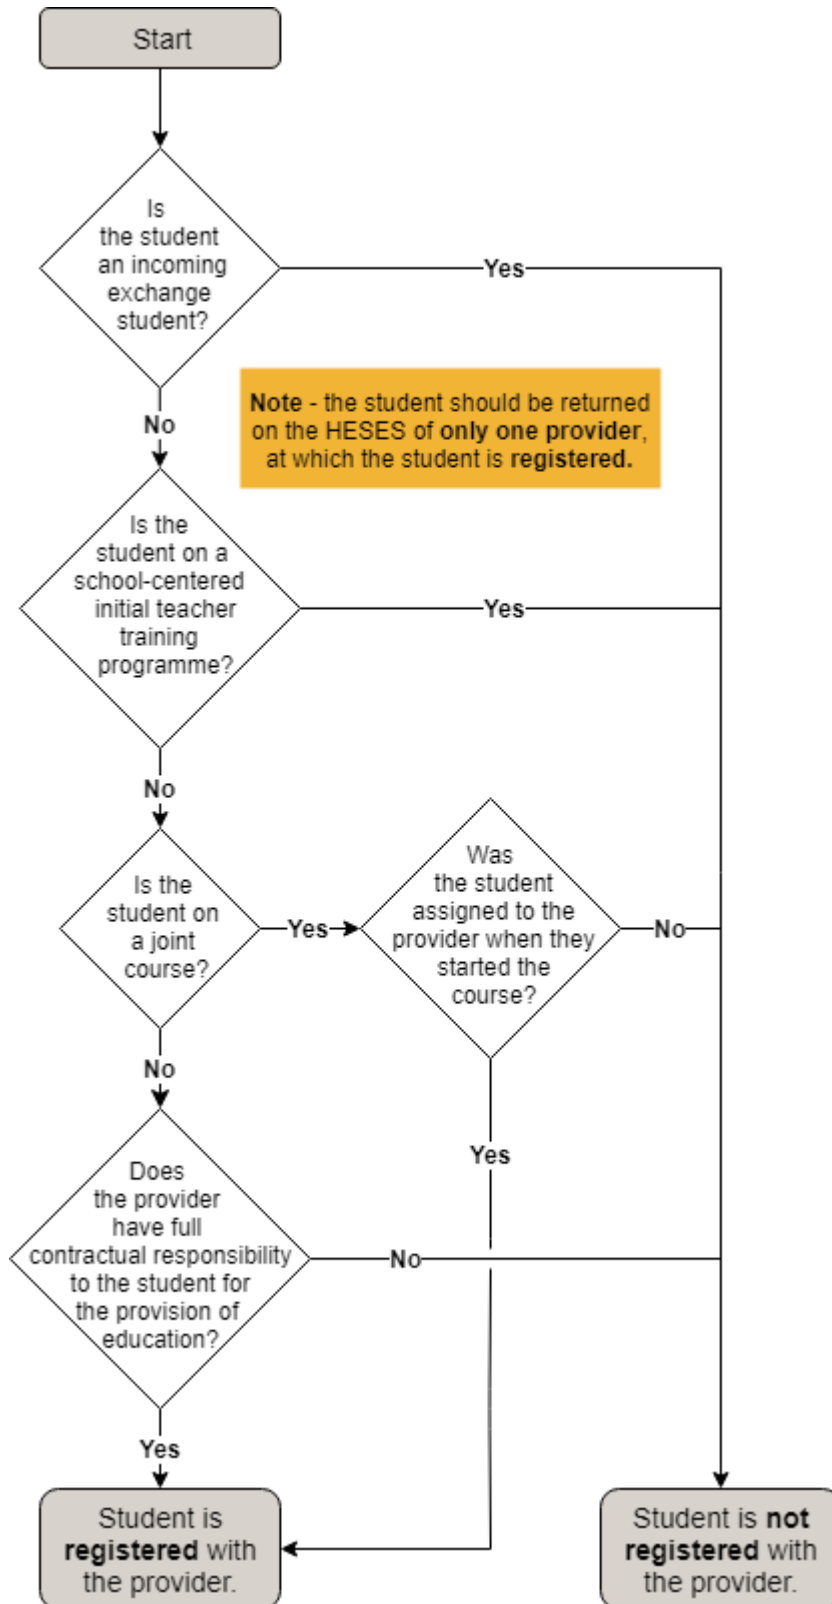 Start
Is
the student
an incoming
exchange
student?
Yes
No
Note - the student should be returned
on the HESES of only one provider,
at which the student is registered.
Is the
student on a
school-centered
initial teacher
training
programme?
Yes
No
Is the
student on
a joint
course?
Yes
Was
the student
assigned to the
provider when they
started the
course?
No
No
Yes
Does
the provider
have full
contractual responsibility
to the student for
the provision of
education?
No
Yes
Student is
registered with
the provider.
Student is not
registered with
the provider.